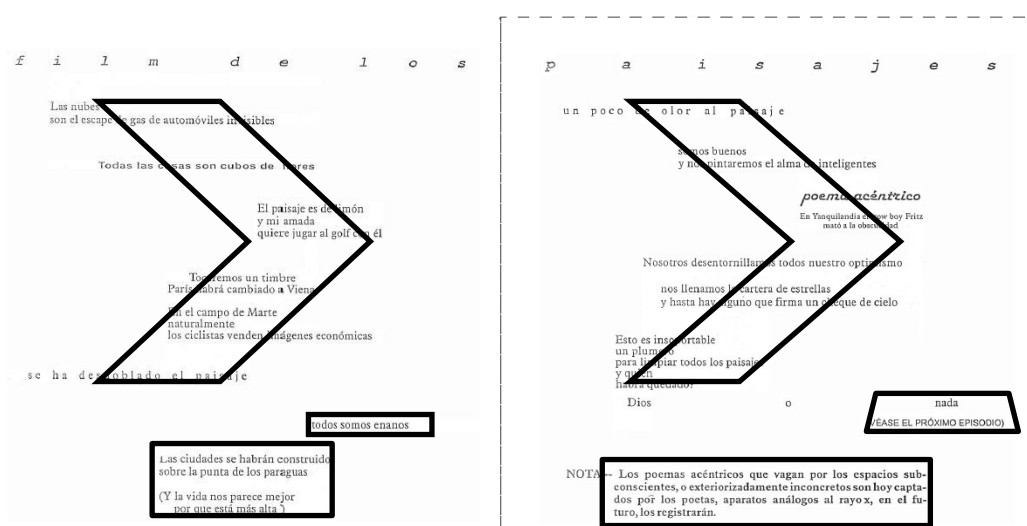 film de los
Las nubes
son el escape de gas de automóviles invisibles
Todas las casas son cubos de flores
El paisaje es de limón
y mi amada
quiere jugar al golf con él
Tocaremos un timbre
París habrá cambiado a Viena
En el campo de Marte
naturalmente
los ciclistas venden imágenes económicas
se ha desdoblado el paisaje
todos somos enanos
Las ciudades se habrán construido
sobre la punta de los paraguas
(Y la vida nos parece mejor
por que está más alta )
paisajes
un poco de olor al paisaje
somos buenos
y nos pintaremos el alma de inteligentes
poema acéntrico
En Yanquilandia el cow boy Fritz
mató a la obscuridad
Nosotros desentornillamos todos nuestro optimismo
nos llenamos la cartera de estrellas
y hasta hay alguno que firma un cheque de cielo
Esto es insoportable
un plumero
para limpiar todos los paisajes
y quién
habrá quedado?
Dios o nada
(VÉASE EL PRÓXIMO EPISODIO)
NOTA-- Los poemas acéntricos que vagan por los espacios sub-
conscientes, o exteriorizadamente inconcretos son hoy capta-
dos por los poetas, aparatos análogos al rayo x, en el fu-
turo, los registrarán.